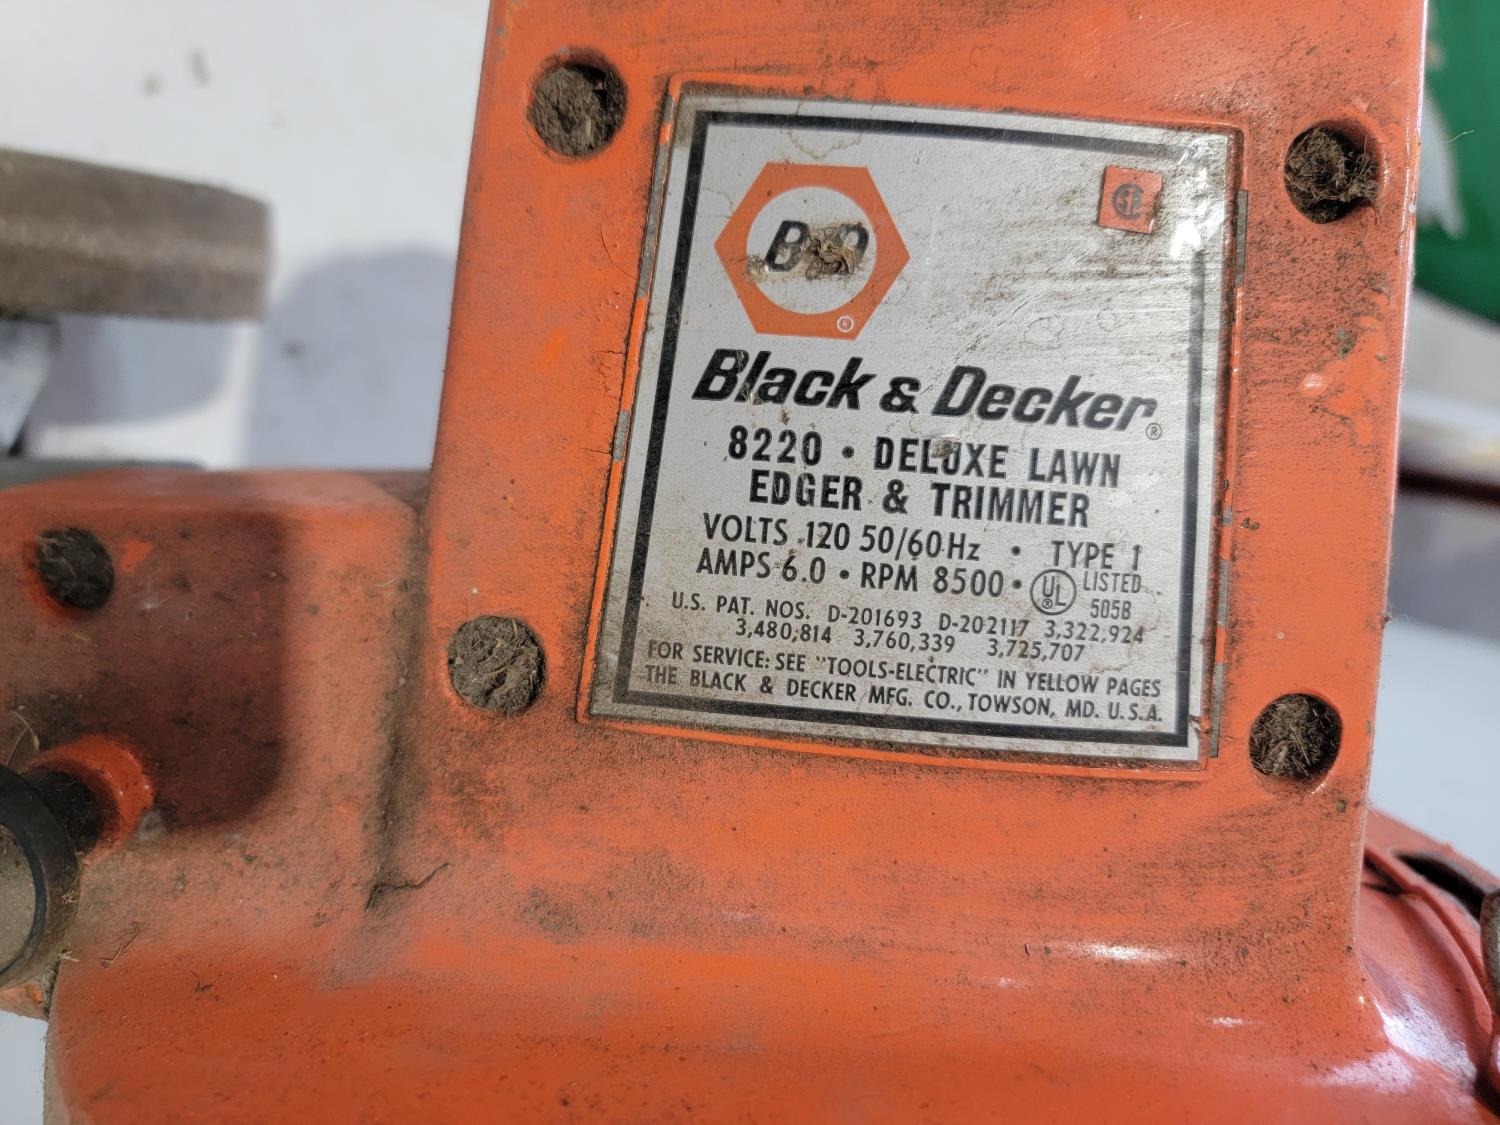 B&D
®
Black & Decker®
8220 • DELUXE LAWN
EDGER & TRIMMER
VOLTS 120 50/60 Hz • TYPE 1
AMPS 6.0 • RPM 8500 • UL® LISTED
505B
U.S. PAT. NOS. D-201693 D-202117 3,322,924
3,480,814 3,760,339 3,725,707
FOR SERVICE: SEE "TOOLS-ELECTRIC" IN YELLOW PAGES
THE BLACK & DECKER MFG. CO., TOWSON, MD. U.S.A.